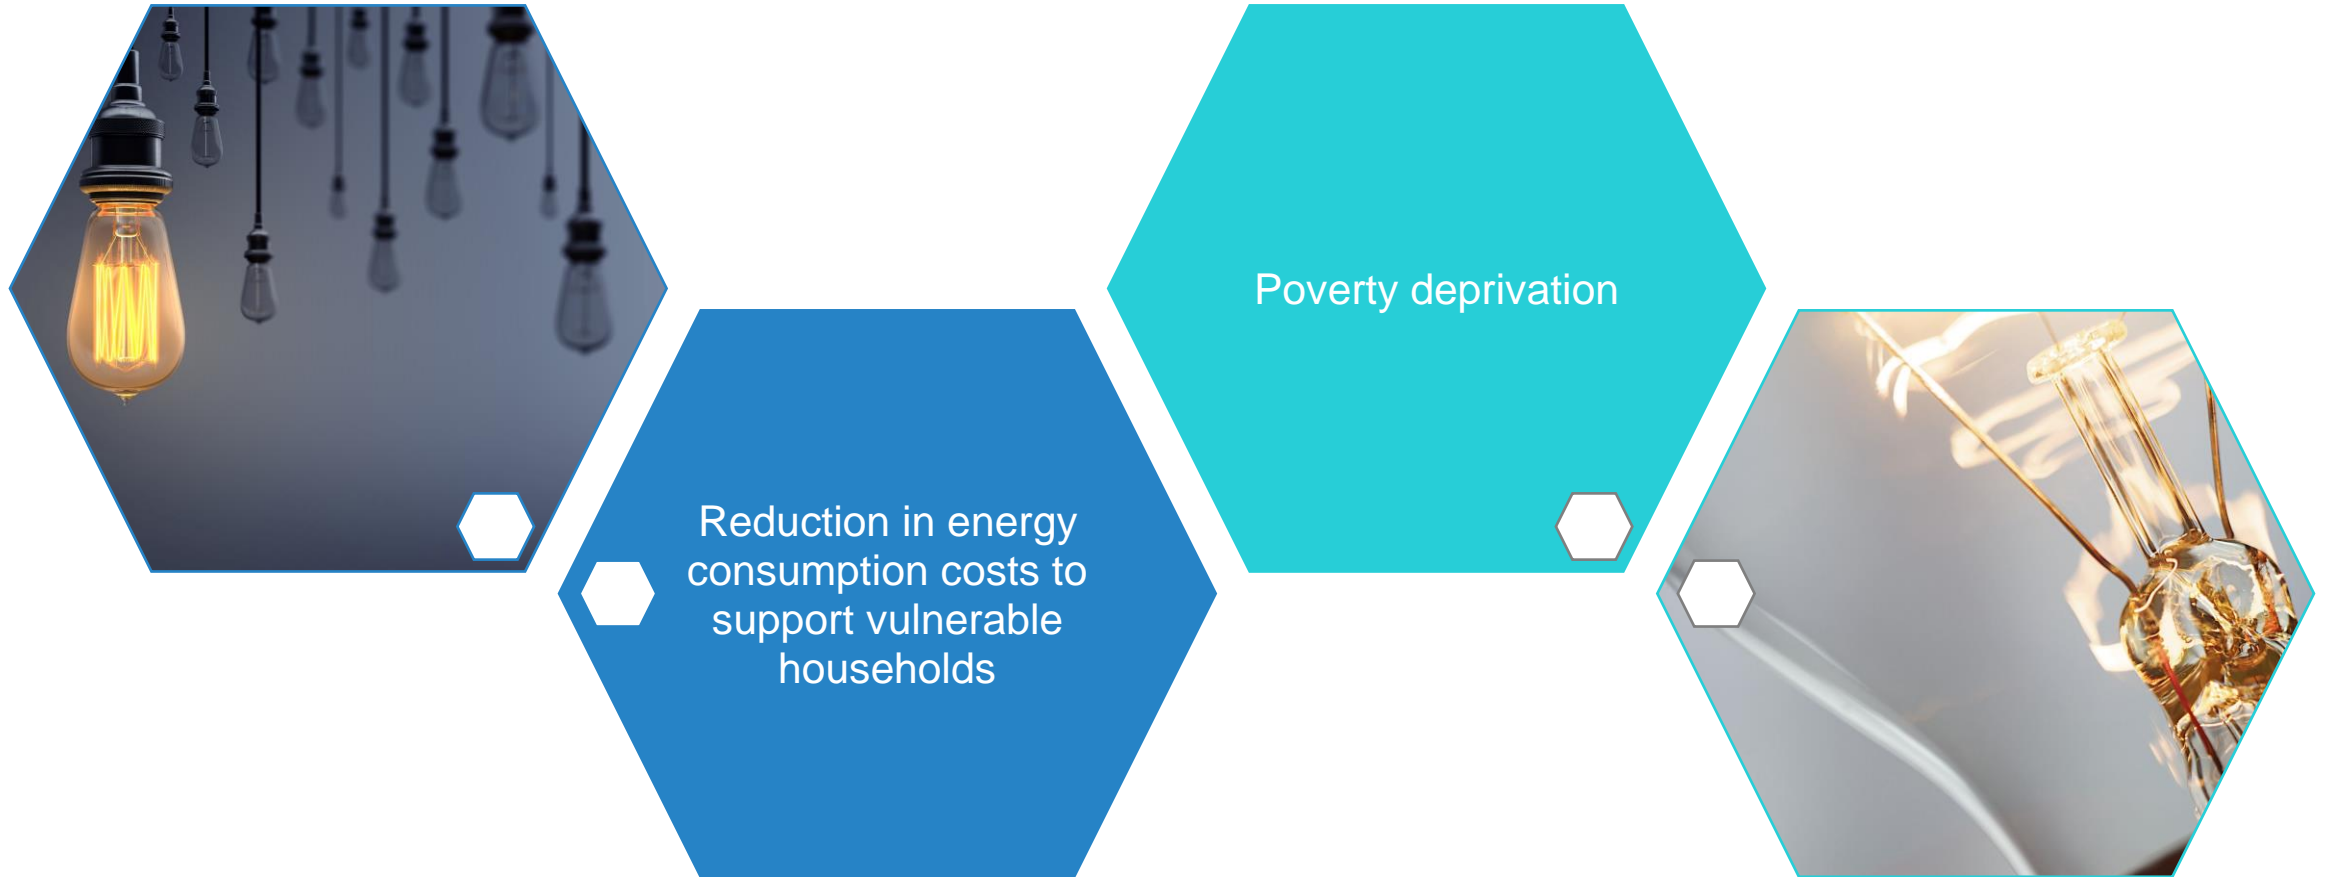 Reduction in energy
consumption costs to
support vulnerable
households
Poverty deprivation